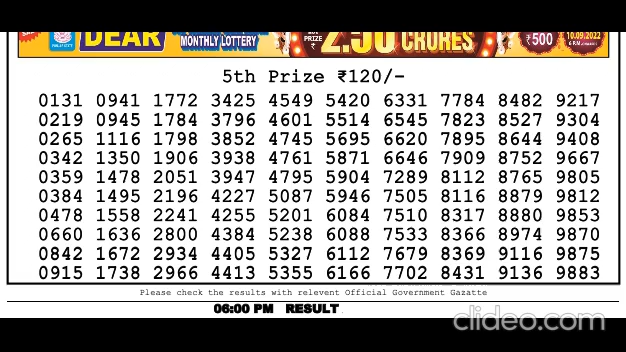 DEAR
MONTHLY LOTTERY
PRIZE ₹ 2.50 CRORES
₹500
10.09.2022
5th Prize ₹120/-
0131 0941 1772 3425 4549 5420 6331 7784 8482 9217
0219 0945 1784 3796 4601 5514 6545 7823 8527 9304
0265 1116 1798 3852 4745 5695 6620 7895 8644 9408
0342 1350 1906 3938 4761 5871 6646 7909 8752 9667
0359 1478 2051 3947 4795 5904 7289 8112 8765 9805
0384 1495 2196 4227 5087 5946 7505 8116 8879 9812
0478 1558 2241 4255 5201 6084 7510 8317 8880 9853
0660 1636 2800 4384 5238 6088 7533 8366 8974 9870
0842 1672 2934 4405 5327 6112 7679 8369 9116 9875
0915 1738 2966 4413 5355 6166 7702 8431 9136 9883
Please check the results with relevent Official Government Gazatte
06:00 PM RESULT
clideo.com